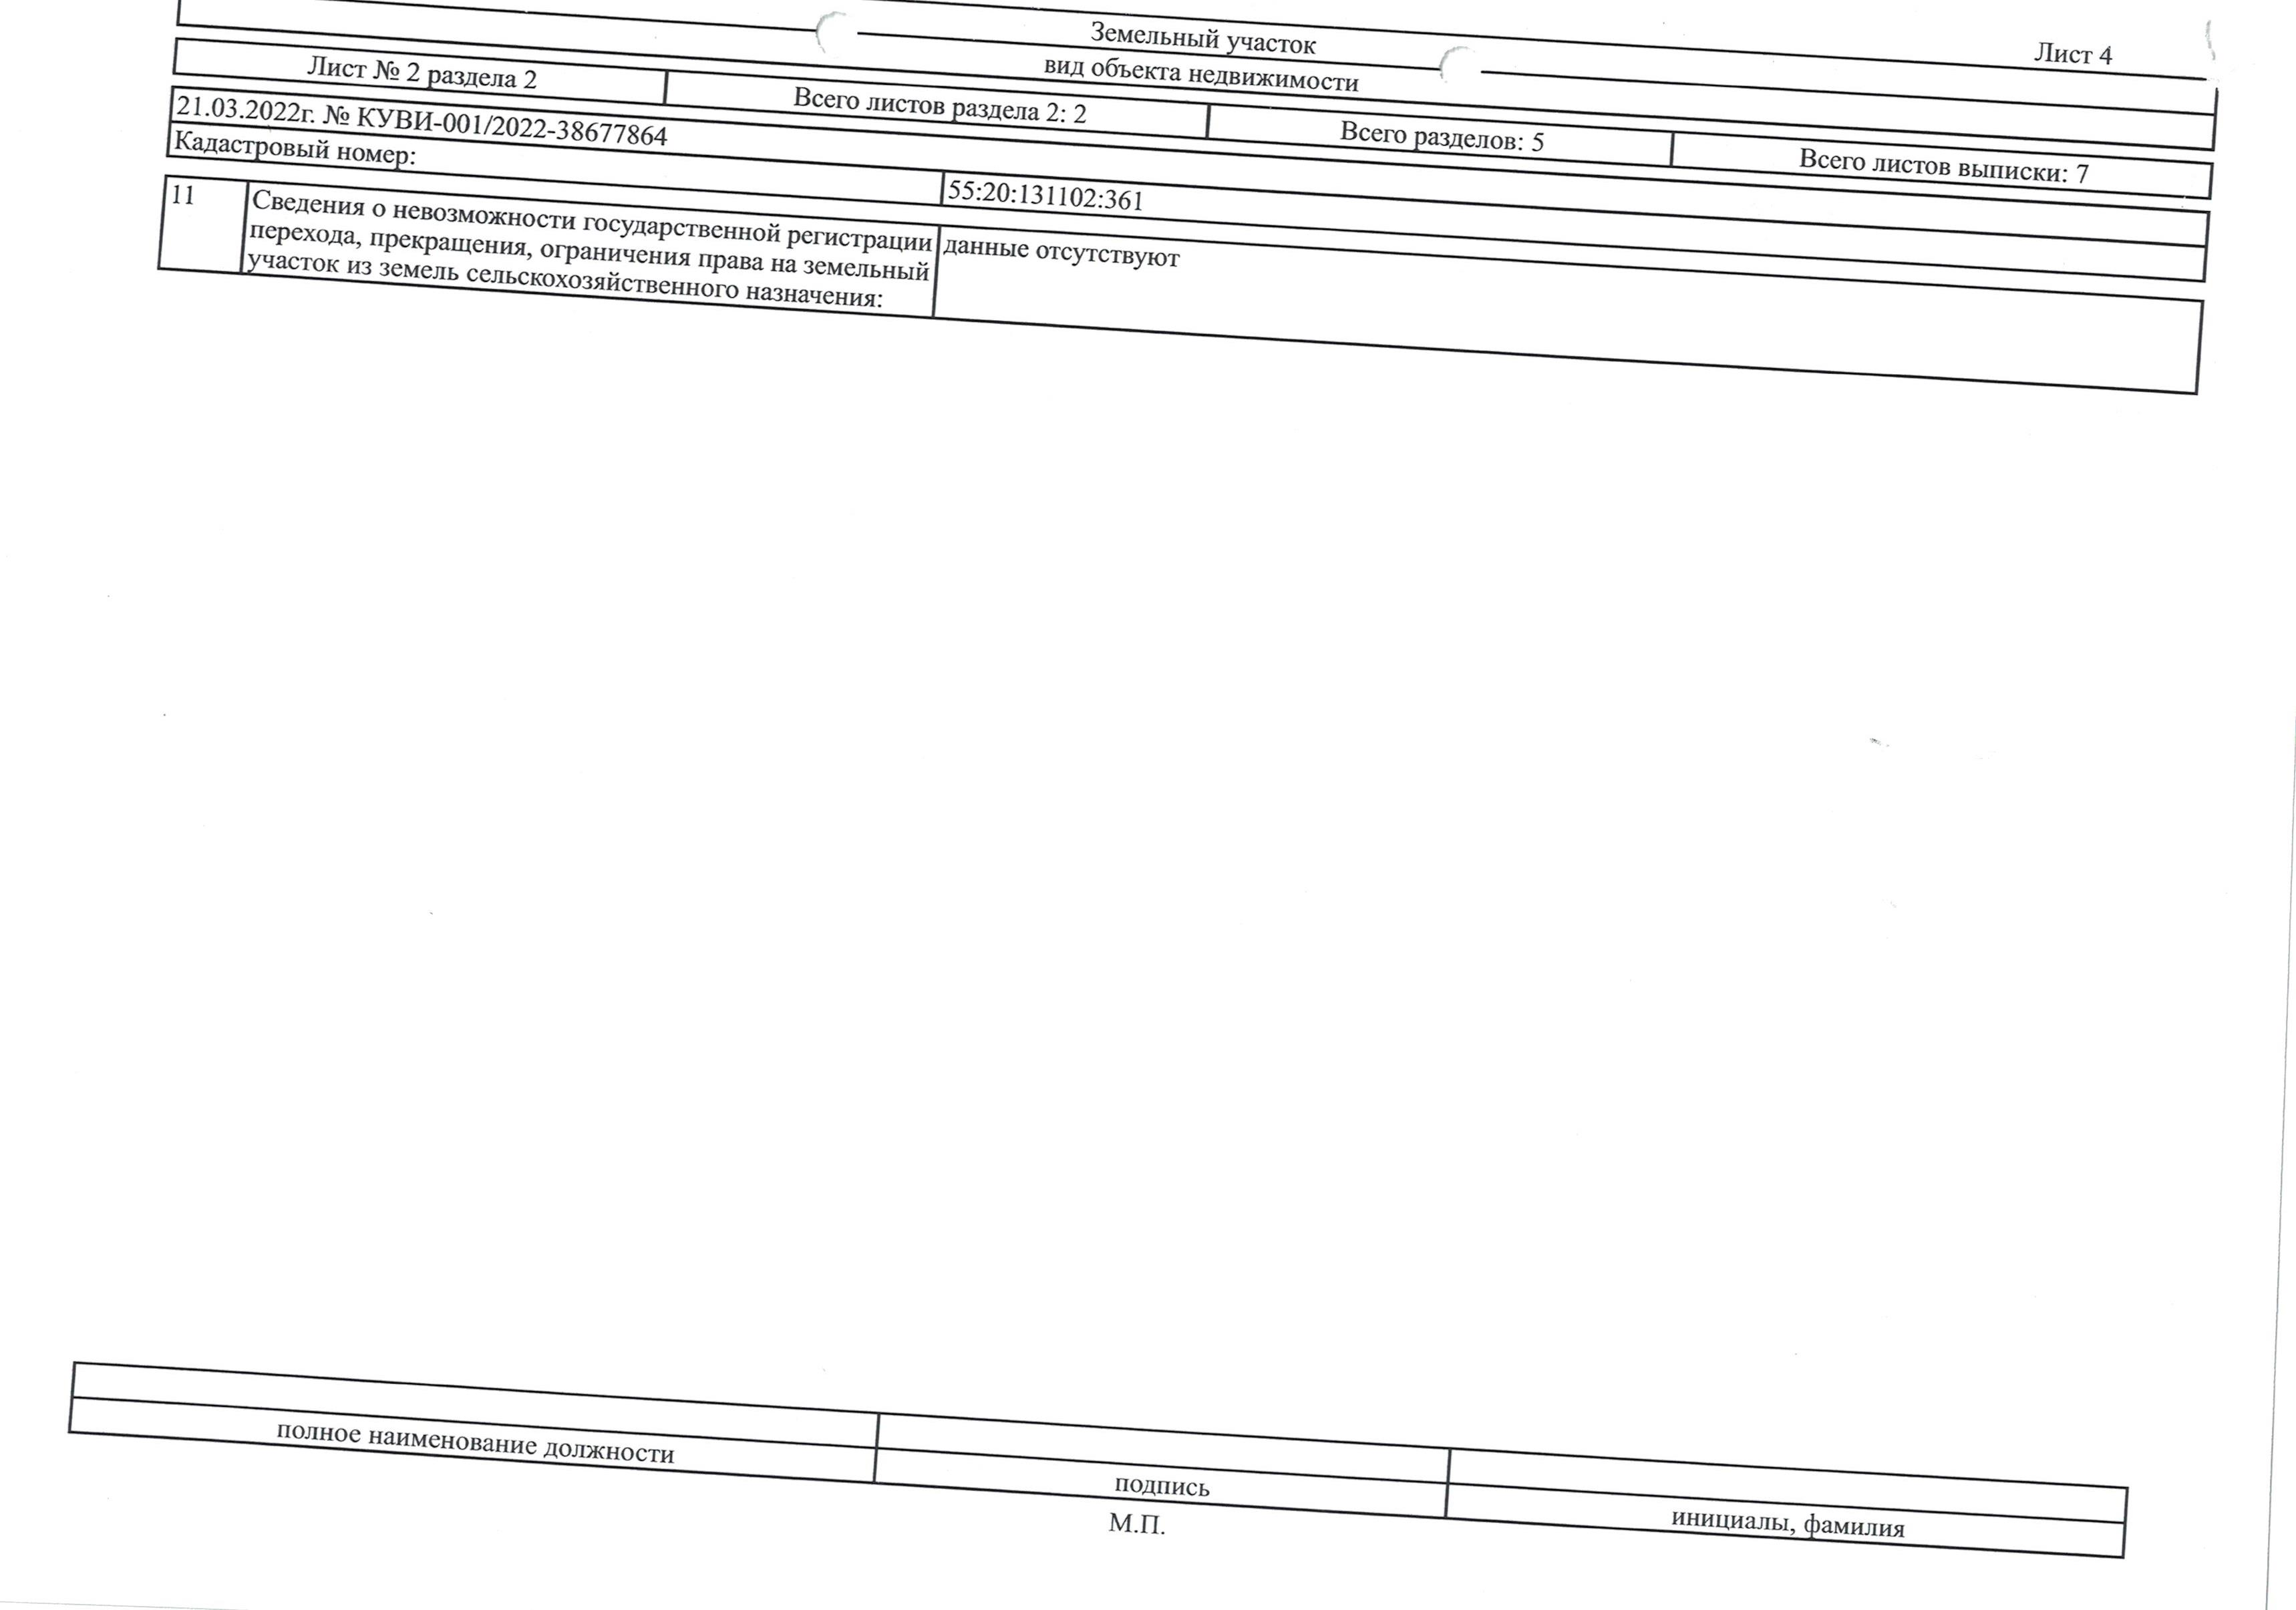 Лист 4
Земельный участок
вид объекта недвижимости
Лист № 2 раздела 2
Всего листов раздела 2: 2
Всего разделов: 5
Всего листов выписки: 7
21.03.2022г. № КУВИ-001/2022-38677864
Кадастровый номер:
55:20:131102:361
11
Сведения о невозможности государственной регистрации
перехода, прекращения, ограничения права на земельный
участок из земель сельскохозяйственного назначения:
данные отсутствуют
полное наименование должности
подпись
инициалы, фамилия
М.П.